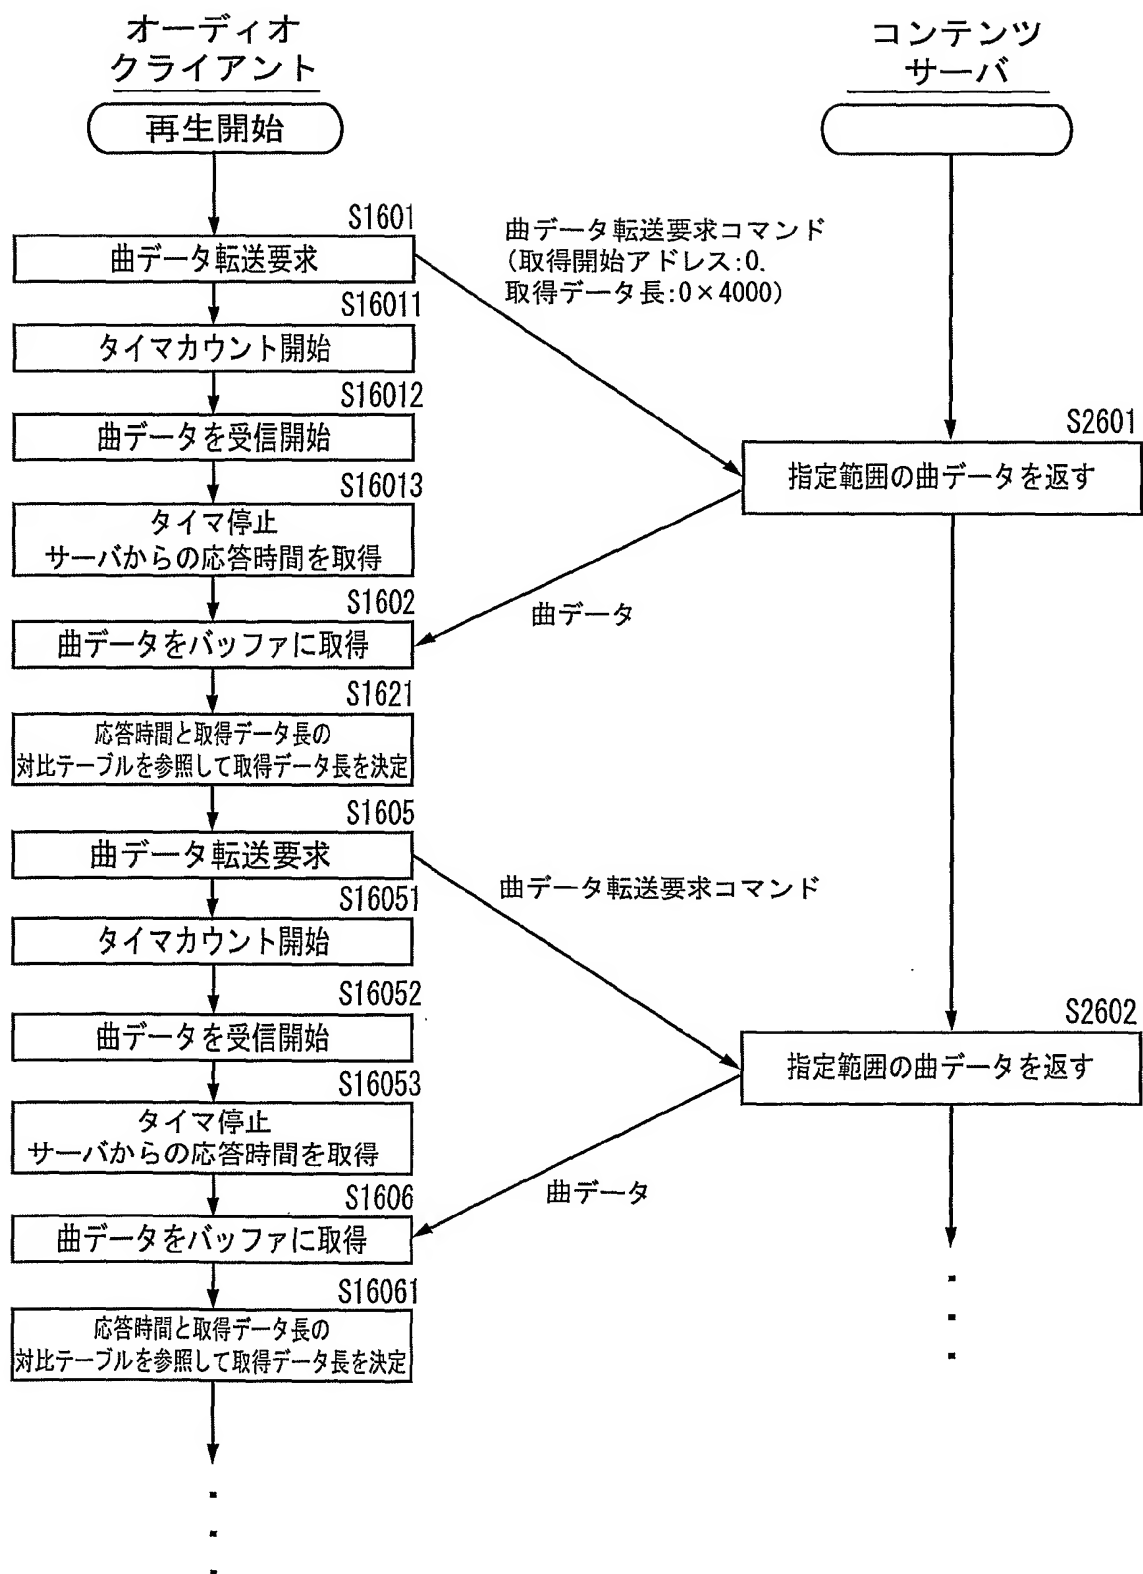 オーディオ
クライアント
コンテンツ
サーバ
再生開始
S1601
曲データ転送要求
曲データ転送要求コマンド
(取得開始アドレス:0.
取得データ長:0×4000)
S16011
タイマカウント開始
S16012
曲データを受信開始
S2601
指定範囲の曲データを返す
S16013
タイマ停止
サーバからの応答時間を取得
S1602
曲データをバッファに取得
曲データ
S1621
応答時間と取得データ長の
対比テーブルを参照して取得データ長を決定
S1605
曲データ転送要求
曲データ転送要求コマンド
S16051
タイマカウント開始
S16052
曲データを受信開始
S2602
指定範囲の曲データを返す
S16053
タイマ停止
サーバからの応答時間を取得
S1606
曲データをバッファに取得
曲データ
S16061
応答時間と取得データ長の
対比テーブルを参照して取得データ長を決定